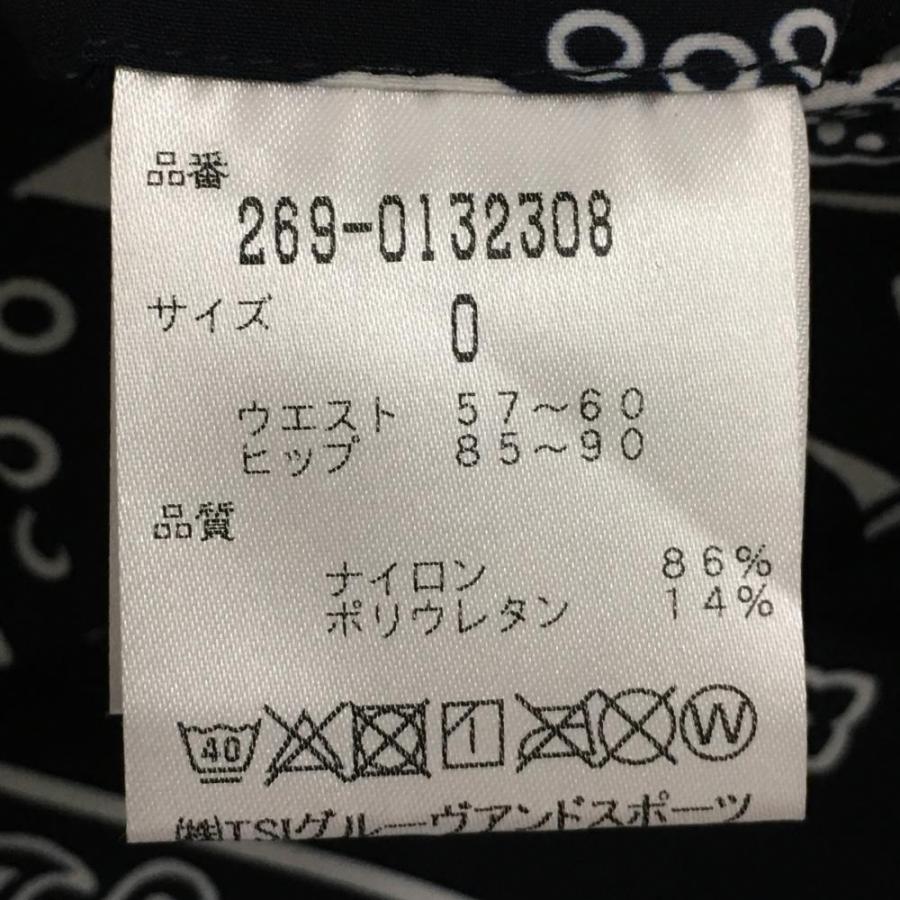 品番
269-0132308
サイズ 0
ウエスト 57~60
ヒップ 85~90
品質
ナイロン 86%
ポリウレタン 14%
40 W
(株)TSIグルーヴアンドスポーツ